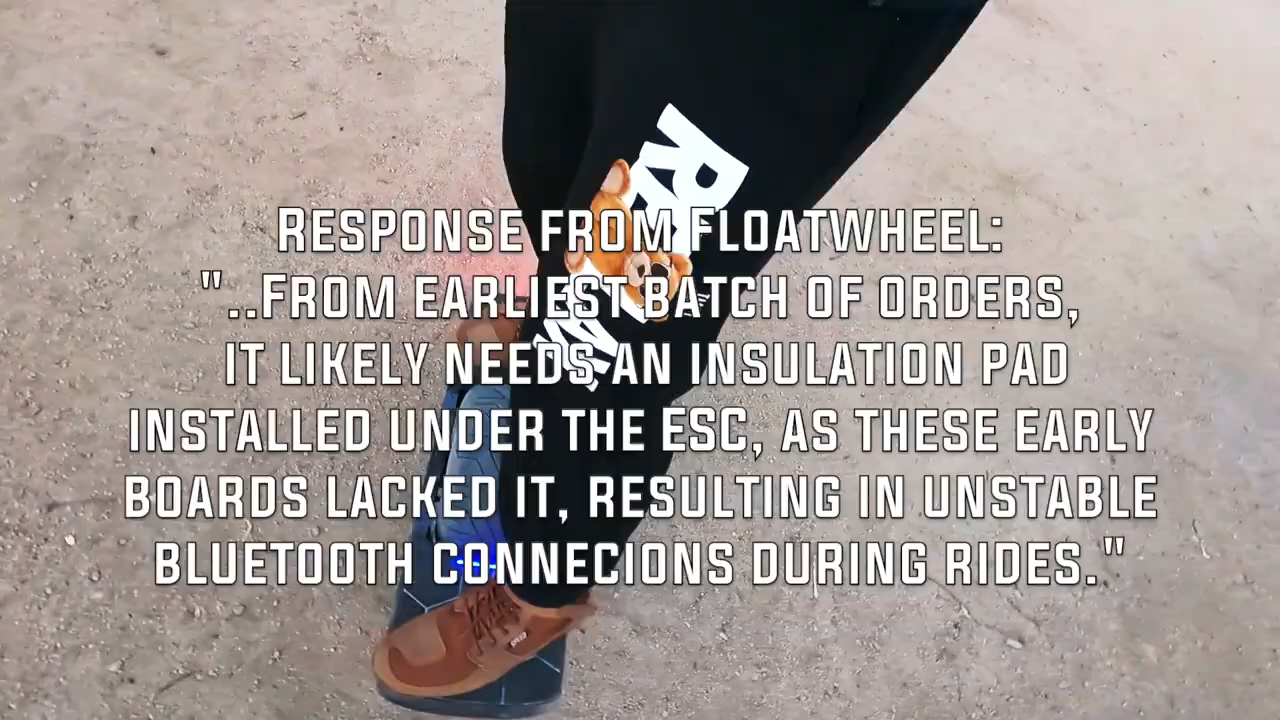 RESPONSE FROM FLOATWHEEL:
"..FROM EARLIEST BATCH OF ORDERS,
IT LIKELY NEEDS AN INSULATION PAD
INSTALLED UNDER THE ESC, AS THESE EARLY
BOARDS LACKED IT, RESULTING IN UNSTABLE
BLUETOOTH CONNECIONS DURING RIDES."